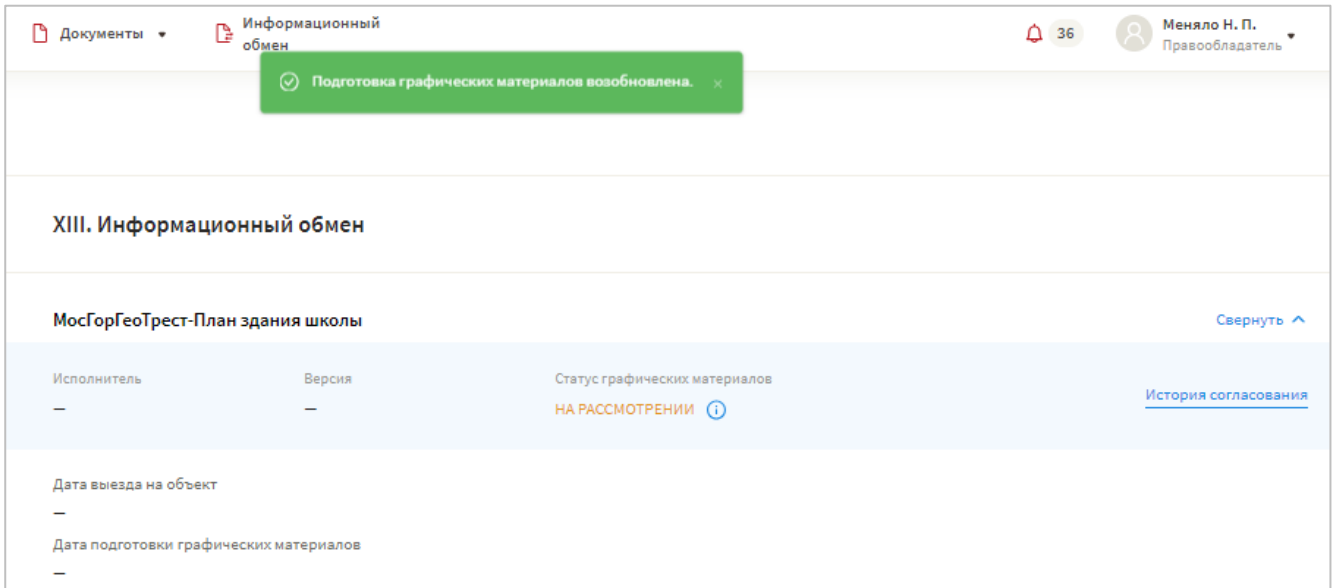 Документы
Информационный
обмен
36
Меняло Н. П.
Правообладатель
Подготовка графических материалов возобновлена.
XIII. Информационный обмен
МосГорГеоТрест-План здания школы
Свернуть
Исполнитель
Версия
Статус графических материалов
История согласования
—
—
НА РАССМОТРЕНИИ
Дата выезда на объект
—
Дата подготовки графических материалов
—